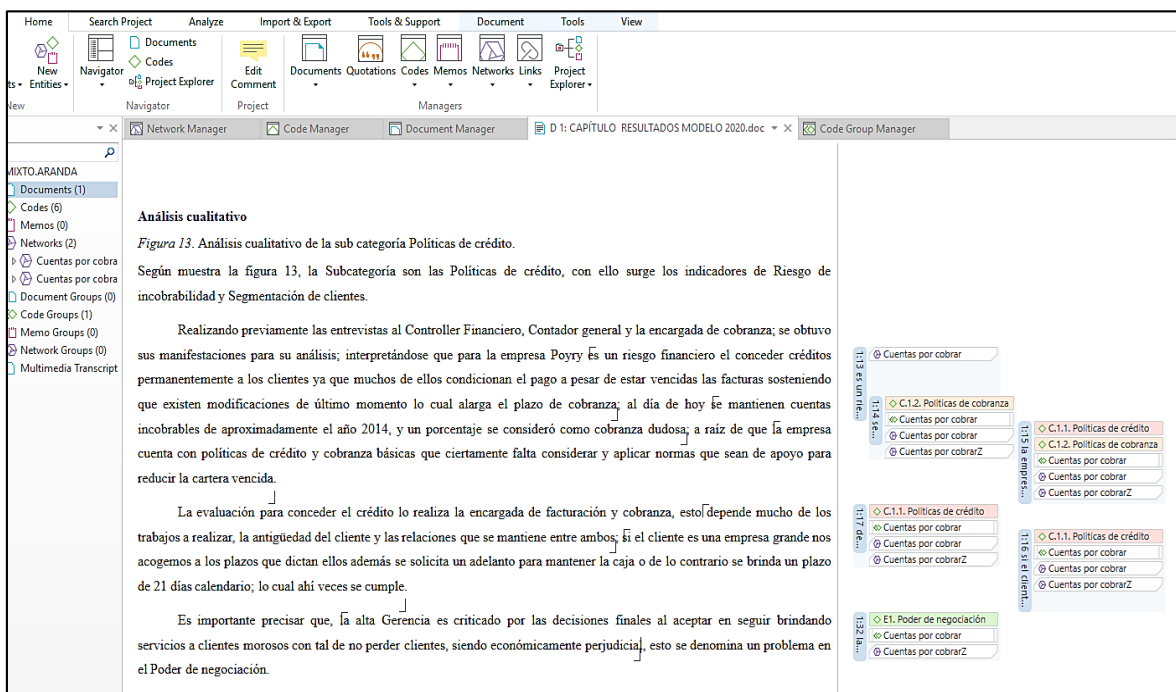 Home Search Project Analyze Import & Export Tools & Support Document Tools View
New Entities
Navigator
Documents
Codes
Project Explorer
Edit Comment
Documents Quotations Codes Memos Networks Links Project Explorer
Navigator Project Managers
Network Manager Code Manager Document Manager D 1: CAPÍTULO RESULTADOS MODELO 2020.doc Code Group Manager
MIXTO.ARANDA
Documents (1)
Codes (6)
Memos (0)
Networks (2)
Cuentas por cobra
Cuentas por cobra
Document Groups (0)
Code Groups (1)
Memo Groups (0)
Network Groups (0)
Multimedia Transcript
Análisis cualitativo
Figura 13. Análisis cualitativo de la sub categoría Políticas de crédito.
Según muestra la figura 13, la Subcategoría son las Políticas de crédito, con ello surge los indicadores de Riesgo de
incobrabilidad y Segmentación de clientes.
Realizando previamente las entrevistas al Controller Financiero, Contador general y la encargada de cobranza; se obtuvo
sus manifestaciones para su análisis; interpretándose que para la empresa Poyry es un riesgo financiero el conceder créditos
permanentemente a los clientes ya que muchos de ellos condicionan el pago a pesar de estar vencidas las facturas sosteniendo
que existen modificaciones de último momento lo cual alarga el plazo de cobranza; al día de hoy se mantienen cuentas
incobrables de aproximadamente el año 2014, y un porcentaje se consideró como cobranza dudosa; a raíz de que la empresa
cuenta con políticas de crédito y cobranza básicas que ciertamente falta considerar y aplicar normas que sean de apoyo para
reducir la cartera vencida.
La evaluación para conceder el crédito lo realiza la encargada de facturación y cobranza, esto depende mucho de los
trabajos a realizar, la antigüedad del cliente y las relaciones que se mantiene entre ambos; si el cliente es una empresa grande nos
acogemos a los plazos que dictan ellos además se solicita un adelanto para mantener la caja o de lo contrario se brinda un plazo
de 21 días calendario; lo cual ahí veces se cumple.
Es importante precisar que, la alta Gerencia es criticado por las decisiones finales al aceptar en seguir brindando
servicios a clientes morosos con tal de no perder clientes, siendo económicamente perjudicial, esto se denomina un problema en
el Poder de negociación.
1:13 es un rie...
Cuentas por cobrar
1:14 se...
C.1.2. Políticas de cobranza
Cuentas por cobrar
Cuentas por cobrar
Cuentas por cobrarZ
1:15 la empres...
C.1.1. Políticas de crédito
C.1.2. Políticas de cobranza
Cuentas por cobrar
Cuentas por cobrar
Cuentas por cobrarZ
1:17 de...
C.1.1. Políticas de crédito
Cuentas por cobrar
Cuentas por cobrar
Cuentas por cobrarZ
1:16 si el client...
C.1.1. Políticas de crédito
Cuentas por cobrar
Cuentas por cobrar
Cuentas por cobrarZ
1:32 la...
E1. Poder de negociación
Cuentas por cobrar
Cuentas por cobrarZ